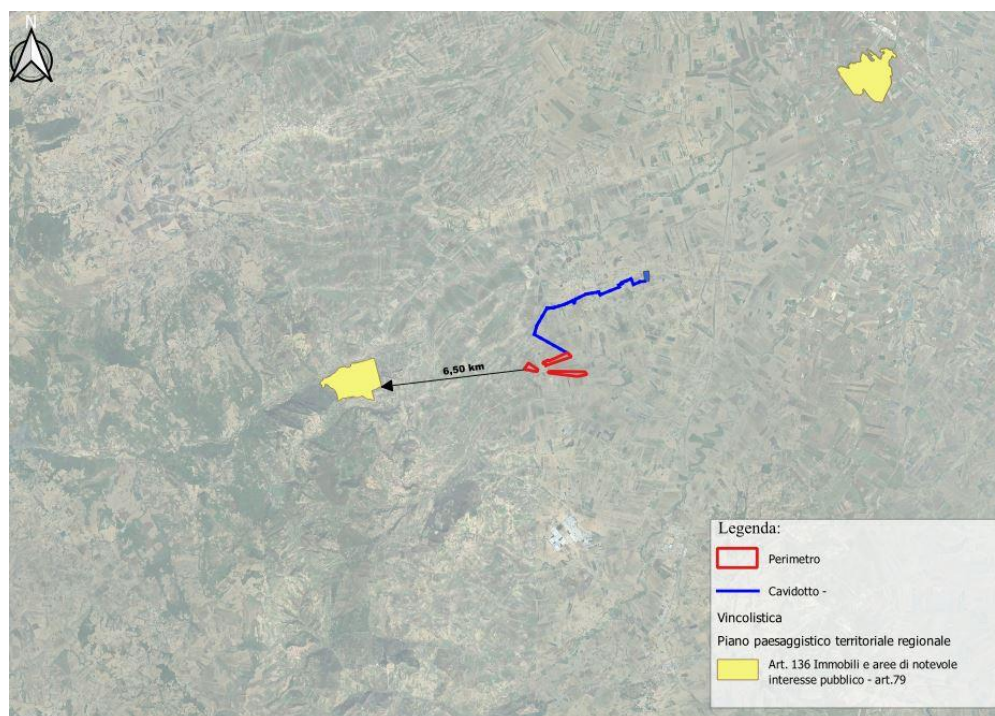 N
6,50 km
Legenda:
Perimetro
Cavidotto -
Vincolistica
Piano paesaggistico territoriale regionale
Art. 136 Immobili e aree di notevole
interesse pubblico - art.79